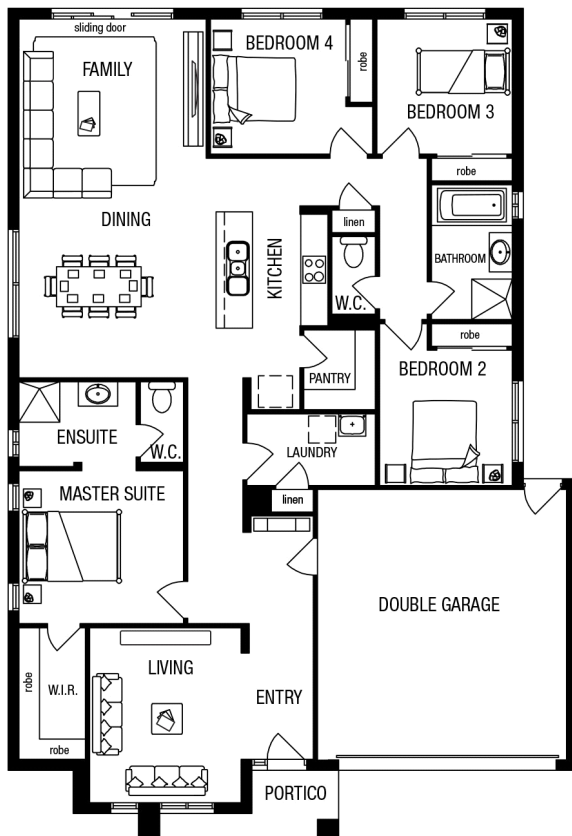 sliding door
FAMILY
BEDROOM 4
robe
BEDROOM 3
robe
DINING
linen
KITCHEN
W.C.
BATHROOM
robe
PANTRY
BEDROOM 2
ENSUITE
W.C.
LAUNDRY
MASTER SUITE
linen
DOUBLE GARAGE
LIVING
robe
W.I.R.
ENTRY
robe
PORTICO